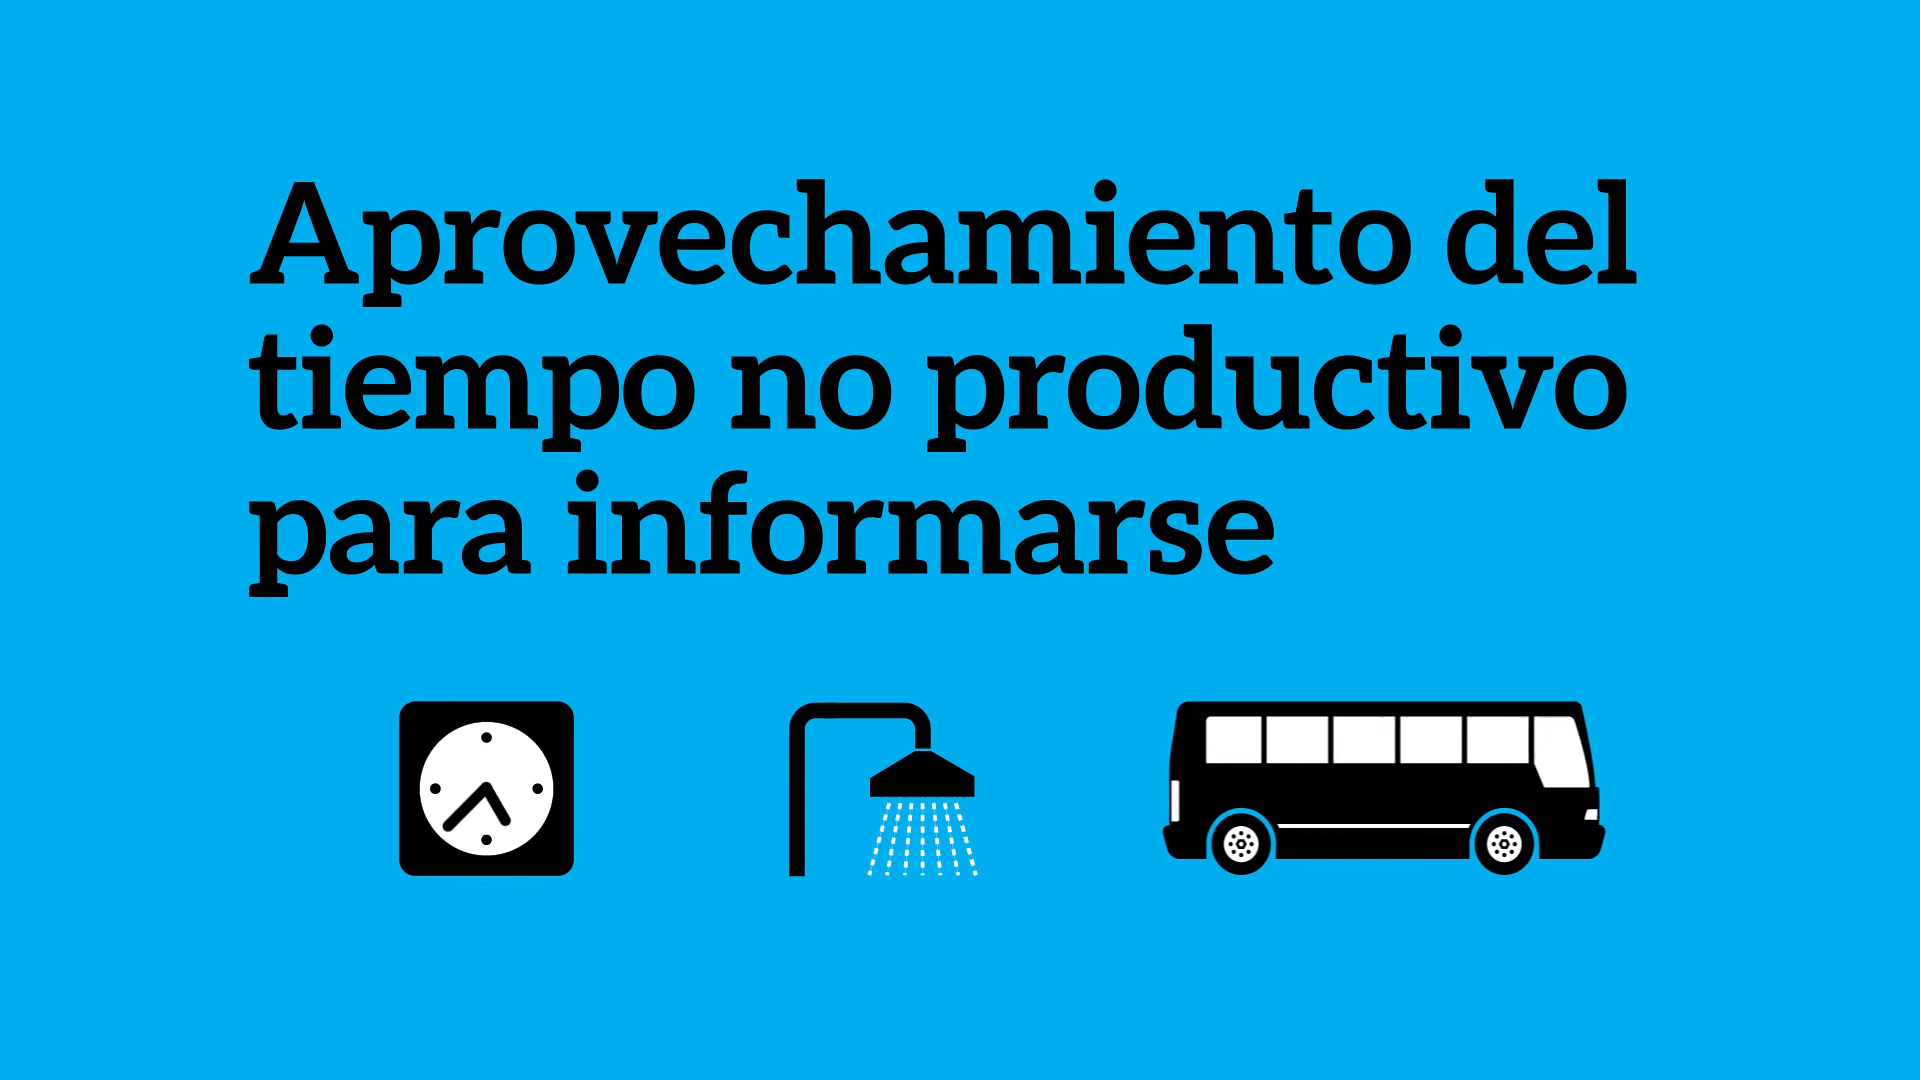 Aprovechamiento del
tiempo no productivo
para informarse